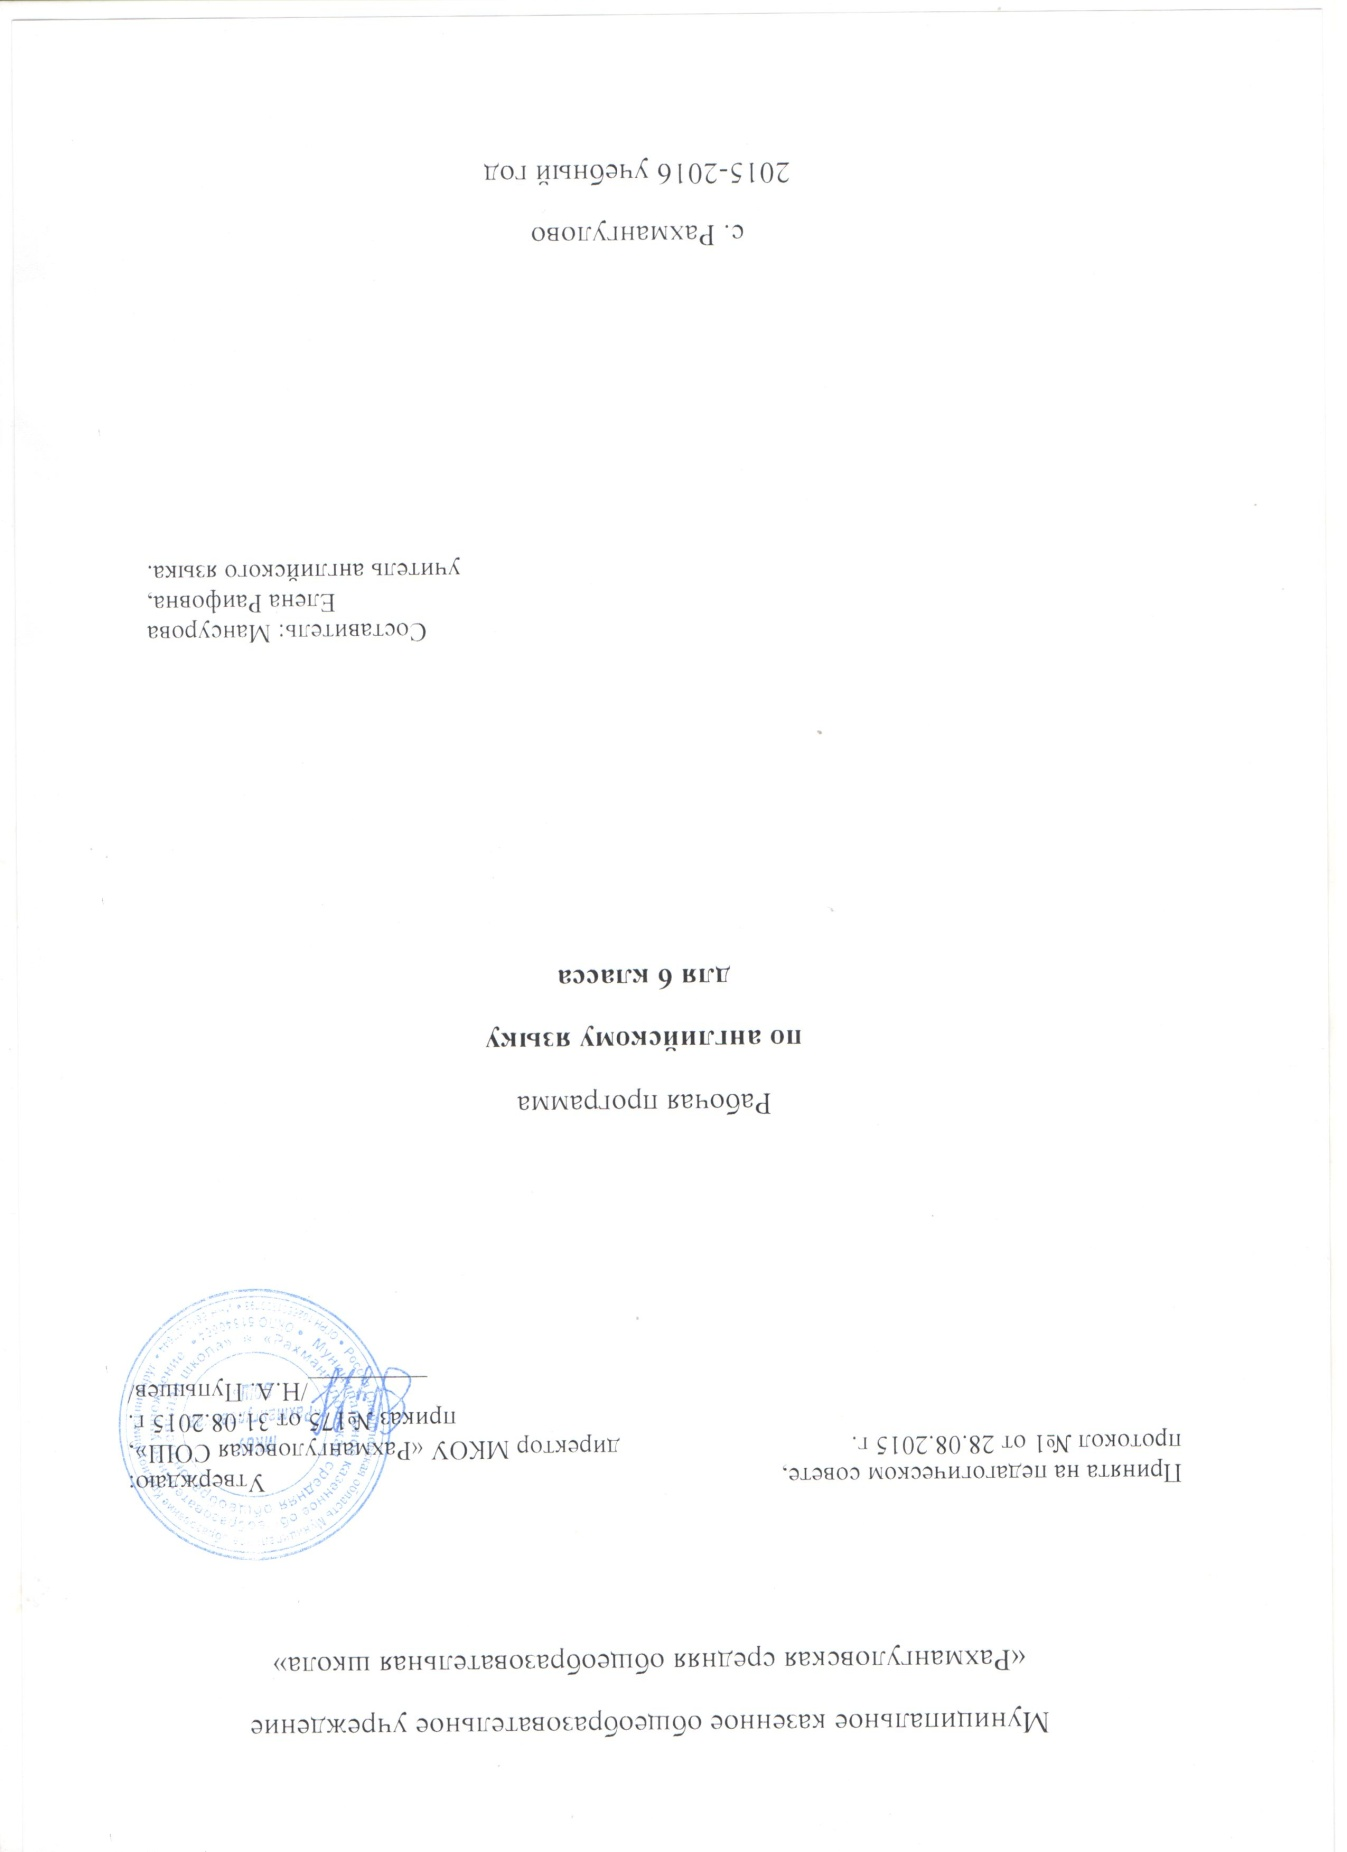 Муниципальное казенное общеобразовательное учреждение
«Рахмангуловская средняя общеобразовательная школа»
Принята на педагогическом совете,
протокол №1 от 28.08.2015 г.
Утверждаю:
директор МКОУ «Рахмангуловская СОШ»,
приказ №175 от 31.08.2015 г.
/Н.А. Пупышев/
Рабочая программа
по английскому языку
для 6 класса
Составитель: Мансурова
Елена Раифовна,
учитель английского языка.
с. Рахмангулово
2015-2016 учебный год